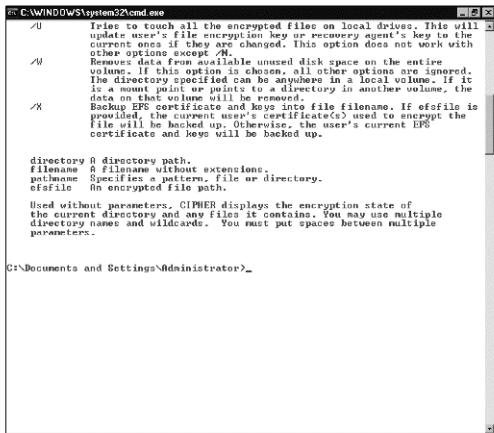 C:\WINDOWS\system32\cmd.exe
/U Tries to touch all the encrypted files on local drives. This will
update user's file encryption key or recovery agent's key to the
current ones if they are changed. This option does not work with
other options except /N.
/W Removes data from available unused disk space on the entire
volume. If this option is chosen, all other options are ignored.
The directory specified can be anywhere in a local volume. If it
is a mount point or points to a directory in another volume, the
data on that volume will be removed.
/X Backup EFS certificate and keys into file filename. If efsfile is
provided, the current user's certificate(s) used to encrypt the
file will be backed up. Otherwise, the user's current EFS
certificate and keys will be backed up.
directory A directory path.
filename A filename without extensions.
pathname Specifies a pattern, file or directory.
efsfile An encrypted file path.
Used without parameters, CIPHER displays the encryption state of
the current directory and any files it contains. You may use multiple
directory names and wildcards. You must put spaces between multiple
parameters.
C:\Documents and Settings\Administrator>_